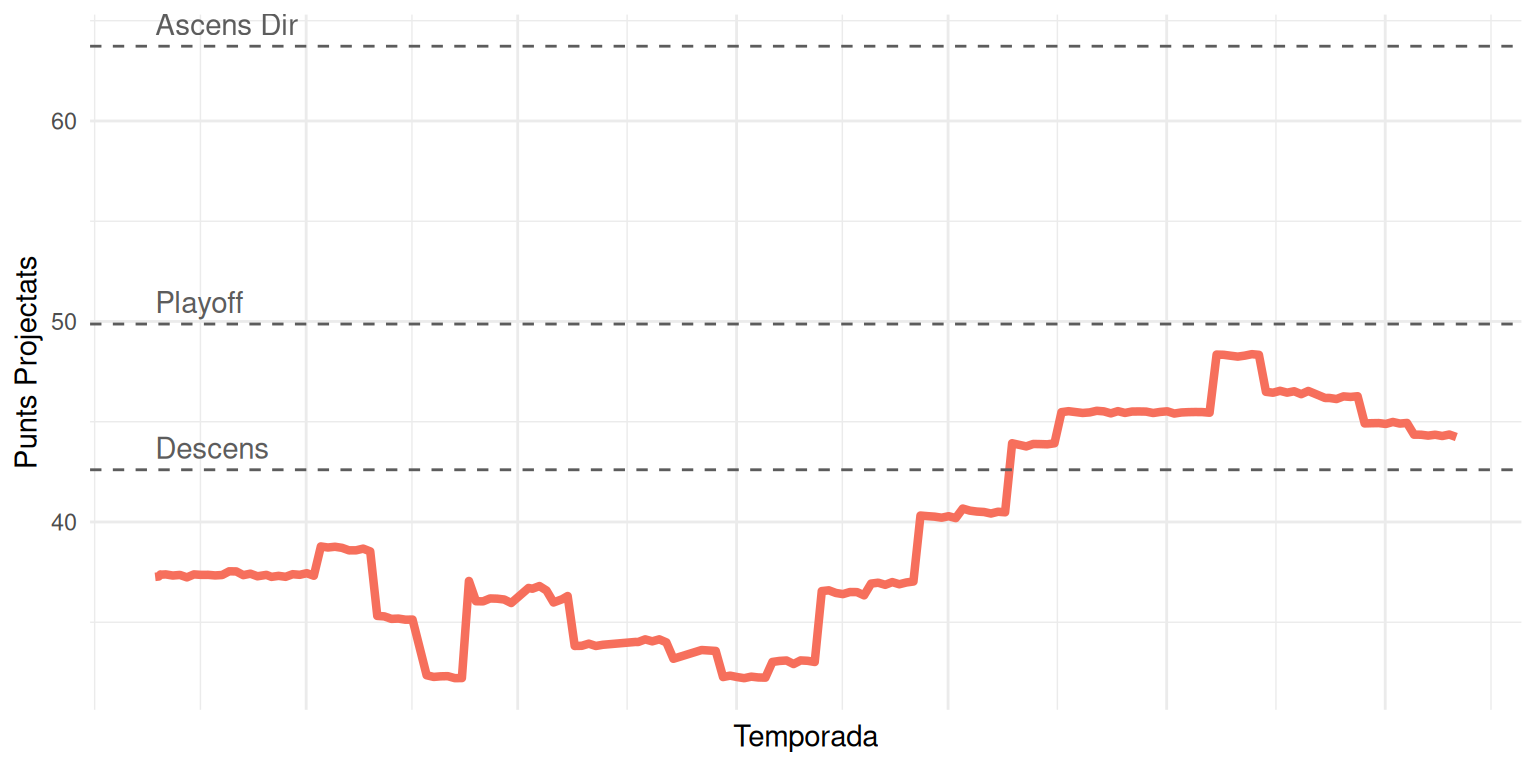 Ascens Dir
60
Playoff
50
Descens
40
Punts Projectats
Temporada